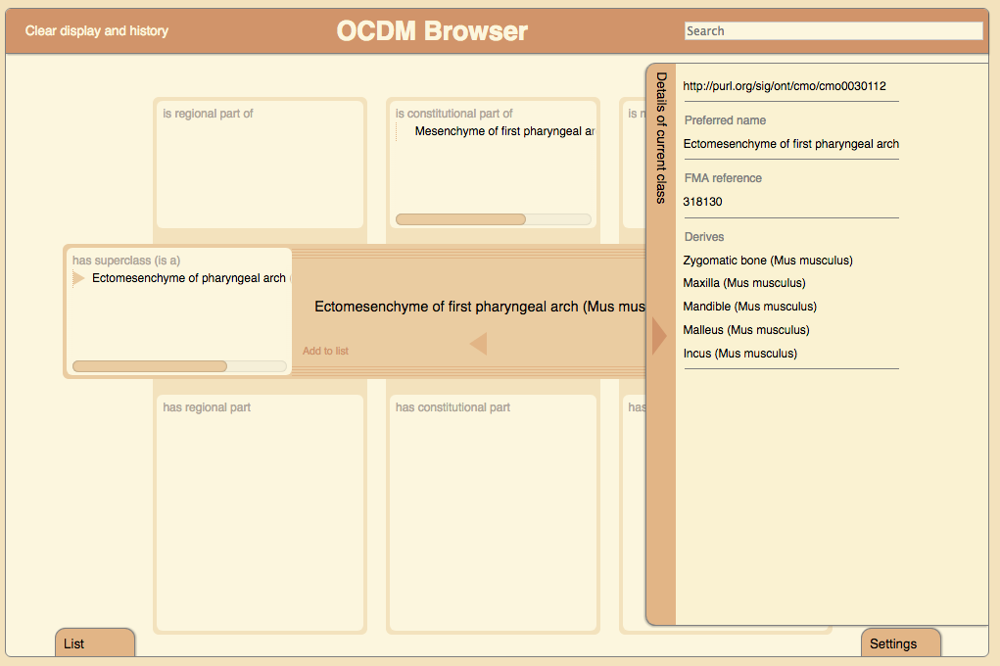 Clear display and history
OCDM Browser
Search
is regional part of
is constitutional part of
Mesenchyme of first pharyngeal ar
is m
has superclass (is a)
Ectomesenchyme of pharyngeal arch
Ectomesenchyme of first pharyngeal arch (Mus mus
Add to list
has regional part
has constitutional part
has
Details of current class
http://purl.org/sig/ont/cmo/cmo0030112
Preferred name
Ectomesenchyme of first pharyngeal arch
FMA reference
318130
Derives
Zygomatic bone (Mus musculus)
Maxilla (Mus musculus)
Mandible (Mus musculus)
Malleus (Mus musculus)
Incus (Mus musculus)
List
Settings